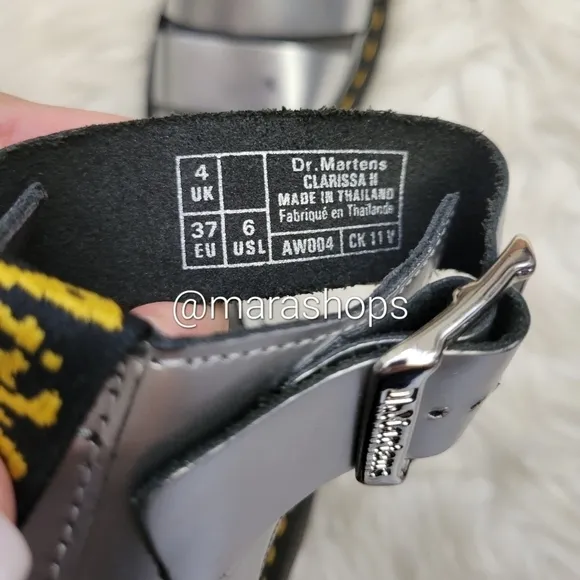 4
UK
37
EU
6
USL
Dr.Martens
CLARISSA II
MADE IN THAILAND
Fabriqué en Thaïlande
AW004
CK 11 V
@marashops
Dr. Martens